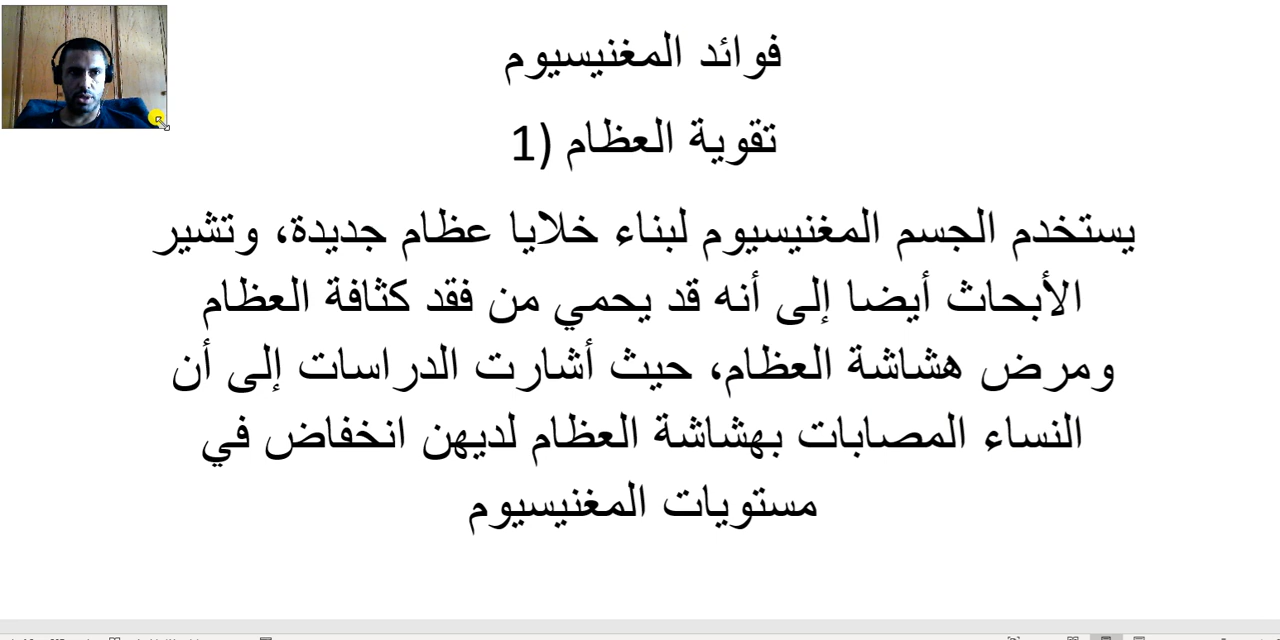 فوائد المغنيسيوم
تقوية العظام (1
يستخدم الجسم المغنيسيوم لبناء خلايا عظام جديدة، وتشير
الأبحاث أيضا إلى أنه قد يحمي من فقد كثافة العظام
ومرض هشاشة العظام، حيث أشارت الدراسات إلى أن
النساء المصابات بهشاشة العظام لديهن انخفاض في
مستويات المغنيسيوم